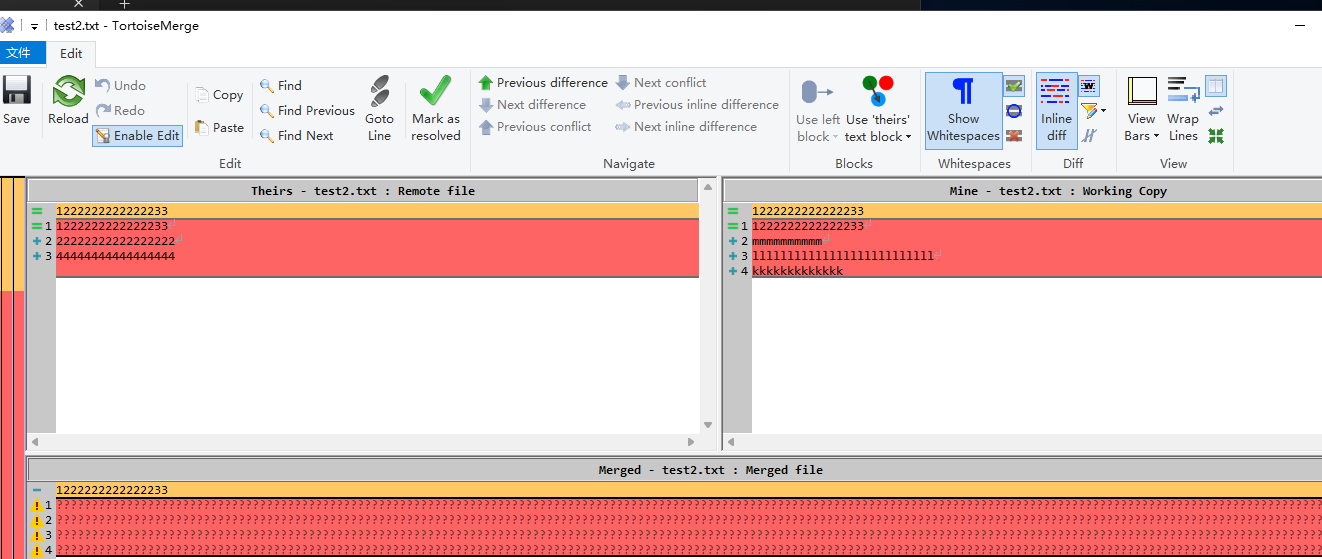 test2.txt - TortoiseMerge
文件 Edit
Save
Reload
Undo
Redo
Enable Edit
Copy
Paste
Find
Find Previous
Find Next
Goto Line
Mark as resolved
Edit
Previous difference
Next difference
Previous conflict
Next conflict
Previous inline difference
Next inline difference
Navigate
Use left block
Use 'theirs' text block
Blocks
Show Whitespaces
Whitespaces
Inline diff
Diff
View Bars
Wrap Lines
View
Theirs - test2.txt : Remote file
1222222222222233
1 1222222222222233
2 22222222222222222
3 44444444444444444
Mine - test2.txt : Working Copy
1222222222222233
1 1222222222222233
2 mmmmmmmmmm
4 kkkkkkkkkkkkk
Merged - test2.txt : Merged file
1222222222222233
1
2
3
4